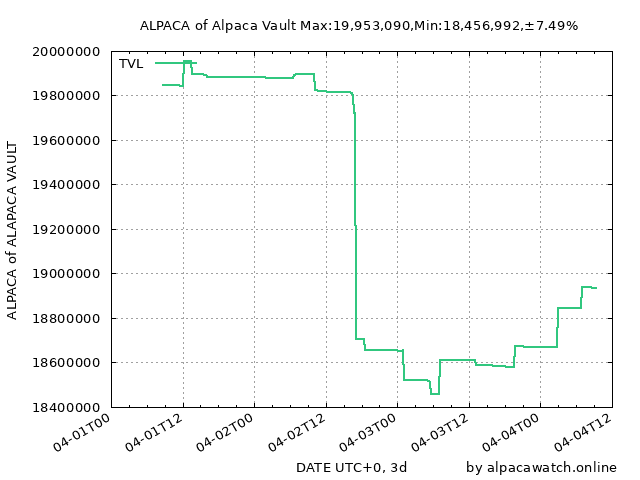 ALPACA of Alpaca Vault Max:19,953,090,Min:18,456,992,±7.49%
TVL
20000000
19800000
19600000
19400000
19200000
19000000
18800000
18600000
18400000
ALPACA of ALAPACA VAULT
04-01T00
04-01T12
04-02T00
04-02T12
04-03T00
04-03T12
04-04T00
04-04T12
DATE UTC+0, 3d
by alpacawatch.online